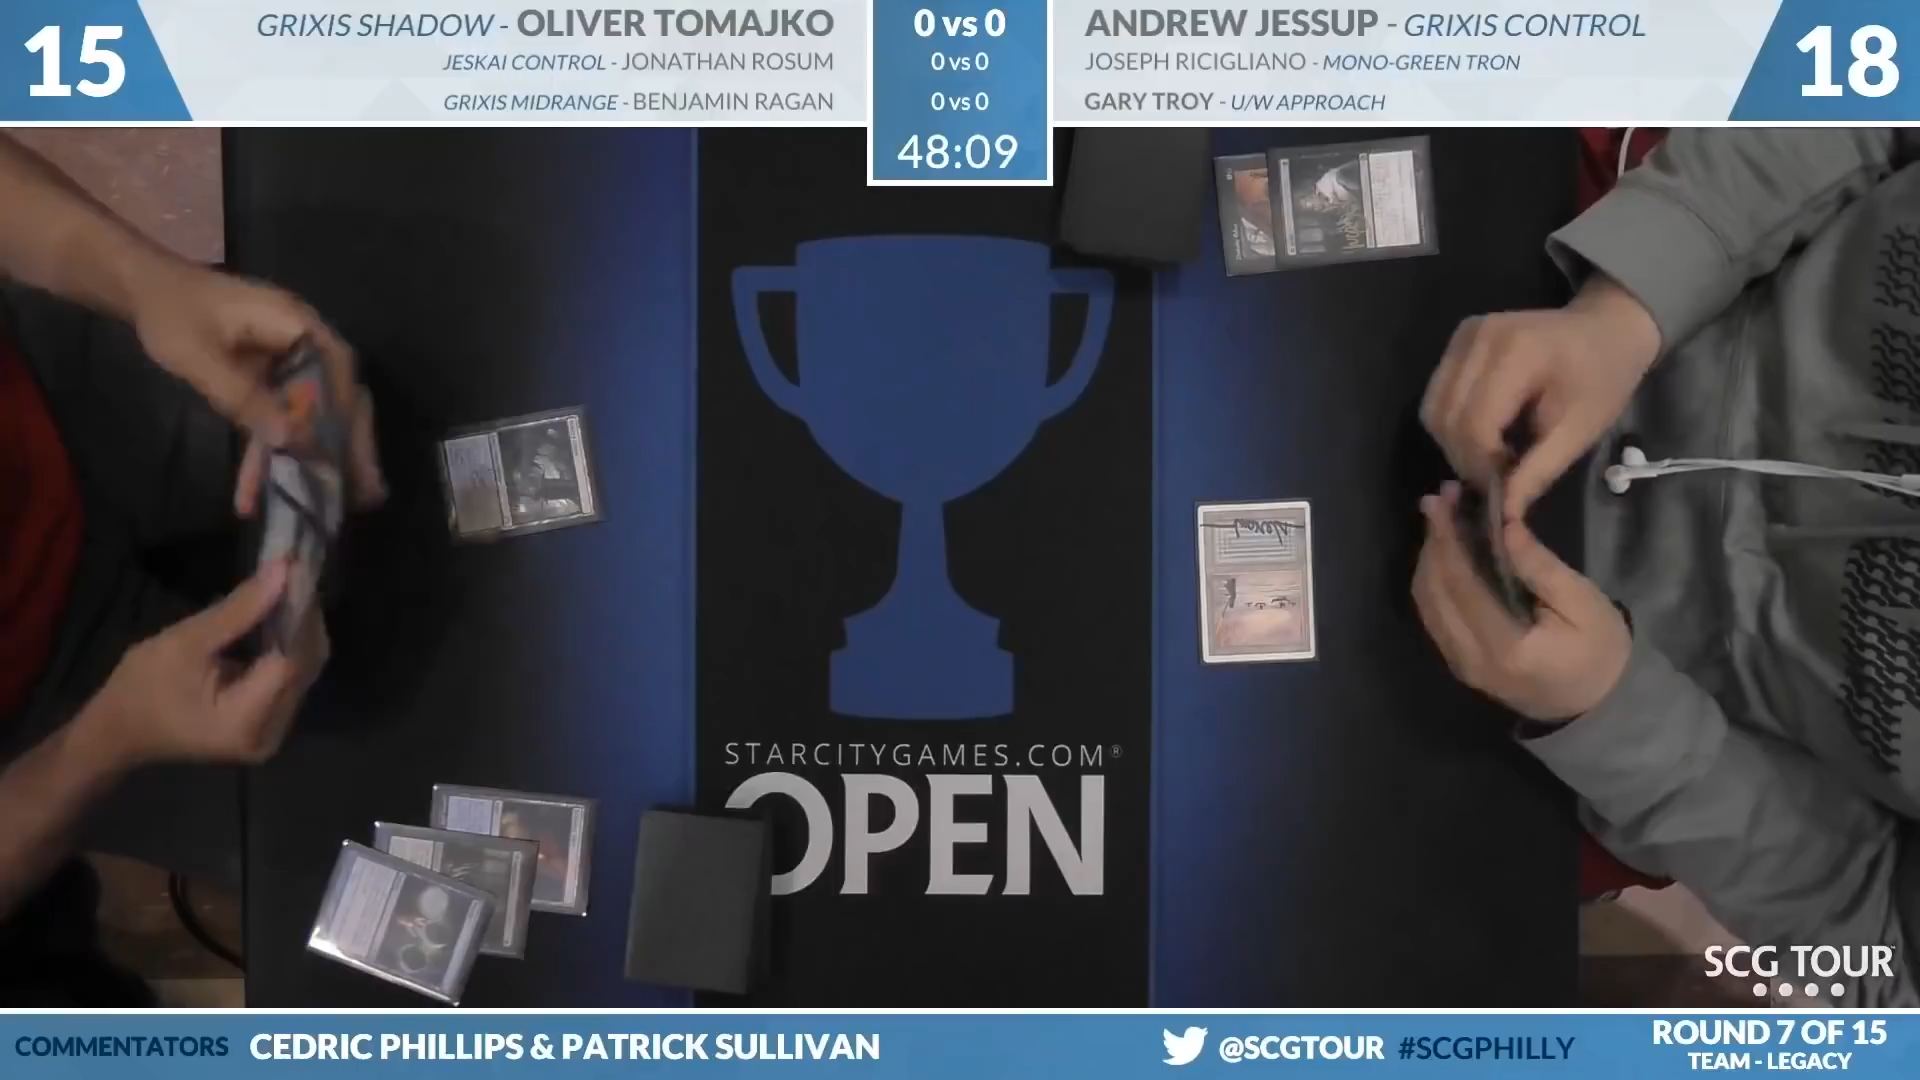 15
GRIXIS SHADOW - OLIVER TOMAJKO
JESKAI CONTROL - JONATHAN ROSUM
GRIXIS MIDRANGE - BENJAMIN RAGAN
0 vs 0
0 vs 0
0 vs 0
48:09
ANDREW JESSUP - GRIXIS CONTROL
JOSEPH RICIGLIANO - MONO-GREEN TRON
GARY TROY - U/W APPROACH
18
STARCITYGAMES.COM®
OPEN
SCG TOUR
COMMENTATORS CEDRIC PHILLIPS & PATRICK SULLIVAN
@SCGTOUR #SCGPHILLY
ROUND 7 OF 15
TEAM - LEGACY